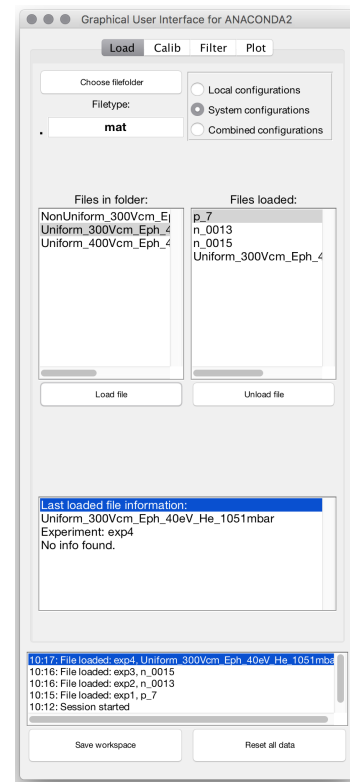 Graphical User Interface for ANACONDA2
Load Calib Filter Plot
Choose filefolder
Filetype:
. mat
Local configurations
System configurations
Combined configurations
Files in folder:
NonUniform_300Vcm_Ep
Uniform_300Vcm_Eph_4
Uniform_400Vcm_Eph_4
Load file
Files loaded:
p_7
n_0013
n_0015
Uniform_300Vcm_Eph_4
Unload file
Last loaded file information:
Uniform_300Vcm_Eph_40eV_He_1051mbar
Experiment: exp4
No info found.
10:17: File loaded: exp4, Uniform_300Vcm_Eph_40eV_He_1051mba
10:16: File loaded: exp3, n_0015
10:16: File loaded: exp2, n_0013
10:15: File loaded: exp1, p_7
10:12: Session started
Save workspace
Reset all data